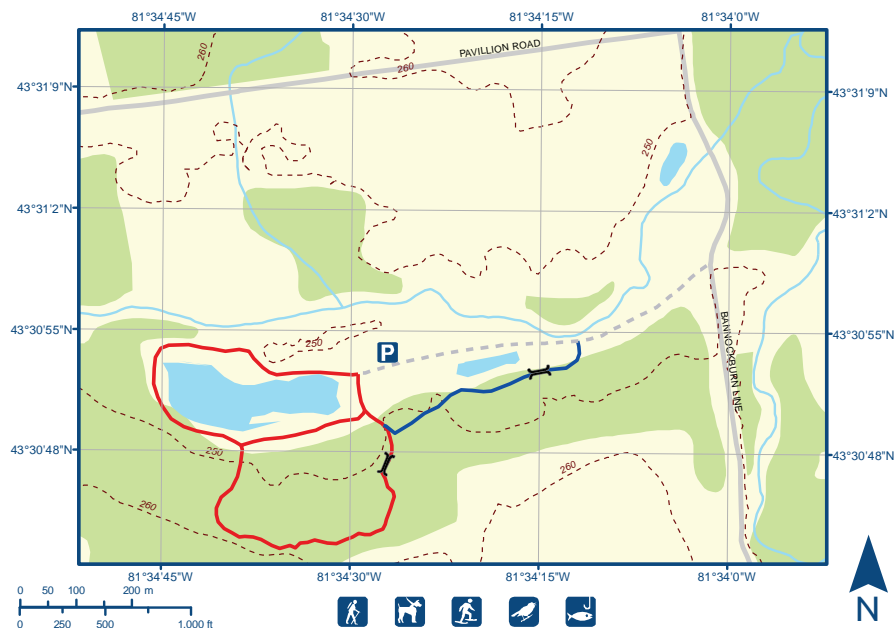 81°34'45"W 81°34'30"W 81°34'15"W 81°34'0"W
260
PAVILLION ROAD
260
43°31'9"N 43°31'9"N
250
43°31'2"N 43°31'2"N
43°30'55"N 43°30'55"N
250
P
BANNOCKBURN LINE
43°30'48"N 43°30'48"N
250
260
260
81°34'45"W 81°34'30"W 81°34'15"W 81°34'0"W
0 50 100 200 m
0 250 500 1,000 ft
N